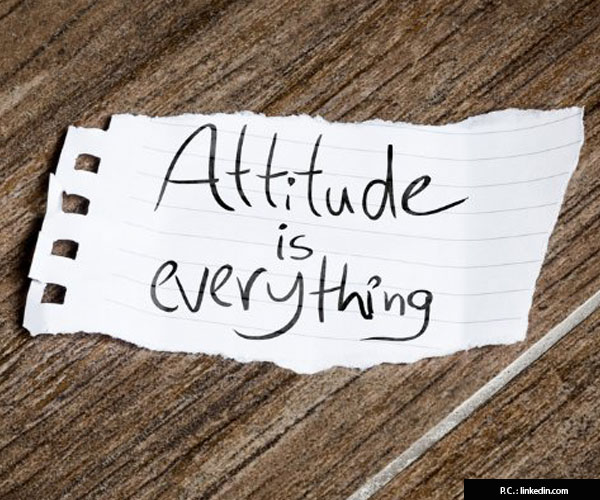 Attitude
is
everything
P.C. : linkedin.com